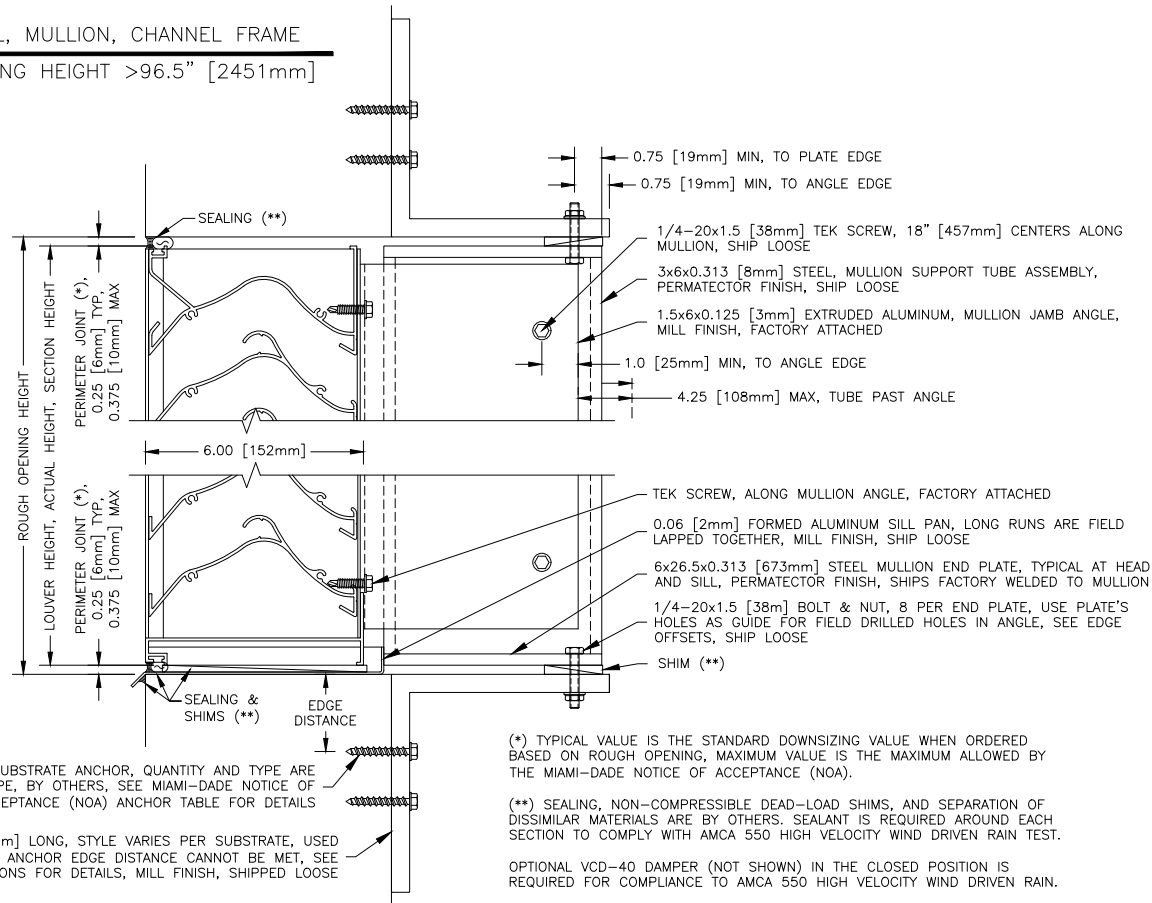 L, MULLION, CHANNEL FRAME
NG HEIGHT >96.5” [2451mm]
SEALING (**)
0.75 [19mm] MIN, TO PLATE EDGE
0.75 [19mm] MIN, TO ANGLE EDGE
1/4-20x1.5 [38mm] TEK SCREW, 18” [457mm] CENTERS ALONG
MULLION, SHIP LOOSE
3x6x0.313 [8mm] STEEL, MULLION SUPPORT TUBE ASSEMBLY,
PERMATECTOR FINISH, SHIP LOOSE
1.5x6x0.125 [3mm] EXTRUDED ALUMINUM, MULLION JAMB ANGLE,
MILL FINISH, FACTORY ATTACHED
1.0 [25mm] MIN, TO ANGLE EDGE
4.25 [108mm] MAX, TUBE PAST ANGLE
ROUGH OPENING HEIGHT
LOUVER HEIGHT, ACTUAL HEIGHT, SECTION HEIGHT
PERIMETER JOINT (*),
0.25 [6mm] TYP,
0.375 [10mm] MAX
6.00 [152mm]
PERIMETER JOINT (*),
0.25 [6mm] TYP,
0.375 [10mm] MAX
TEK SCREW, ALONG MULLION ANGLE, FACTORY ATTACHED
0.06 [2mm] FORMED ALUMINUM SILL PAN, LONG RUNS ARE FIELD
LAPPED TOGETHER, MILL FINISH, SHIP LOOSE
6x26.5x0.313 [673mm] STEEL MULLION END PLATE, TYPICAL AT HEAD
AND SILL, PERMATECTOR FINISH, SHIPS FACTORY WELDED TO MULLION
1/4-20x1.5 [38m] BOLT & NUT, 8 PER END PLATE, USE PLATE'S
HOLES AS GUIDE FOR FIELD DRILLED HOLES IN ANGLE, SEE EDGE
OFFSETS, SHIP LOOSE
SHIM (**)
SEALING &
SHIMS (**)
EDGE
DISTANCE
UBSTRATE ANCHOR, QUANTITY AND TYPE ARE
PE, BY OTHERS, SEE MIAMI-DADE NOTICE OF
CEPTANCE (NOA) ANCHOR TABLE FOR DETAILS
m] LONG, STYLE VARIES PER SUBSTRATE, USED
ANCHOR EDGE DISTANCE CANNOT BE MET, SEE
ONS FOR DETAILS, MILL FINISH, SHIPPED LOOSE
(*) TYPICAL VALUE IS THE STANDARD DOWNSIZING VALUE WHEN ORDERED
BASED ON ROUGH OPENING, MAXIMUM VALUE IS THE MAXIMUM ALLOWED BY
THE MIAMI-DADE NOTICE OF ACCEPTANCE (NOA).
(**) SEALING, NON-COMPRESSIBLE DEAD-LOAD SHIMS, AND SEPARATION OF
DISSIMILAR MATERIALS ARE BY OTHERS. SEALANT IS REQUIRED AROUND EACH
SECTION TO COMPLY WITH AMCA 550 HIGH VELOCITY WIND DRIVEN RAIN TEST.
OPTIONAL VCD-40 DAMPER (NOT SHOWN) IN THE CLOSED POSITION IS
REQUIRED FOR COMPLIANCE TO AMCA 550 HIGH VELOCITY WIND DRIVEN RAIN.